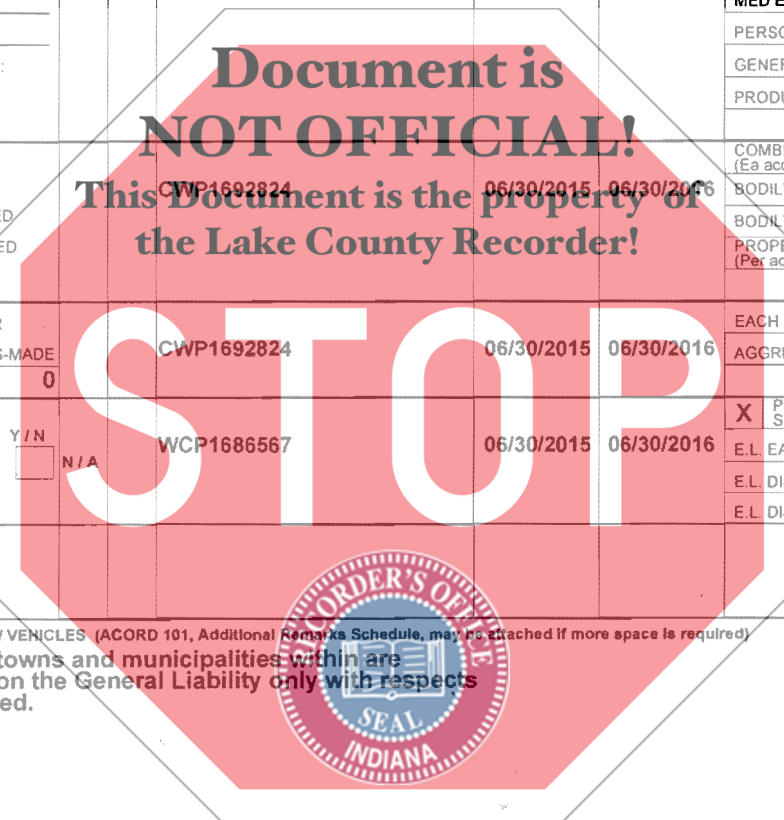 MED E
PERSO
GENER
PRODU
Document is
NOT OFFICIAL!
COMBI
(Ea acc
CWP1692824 06/30/2015 06/30/2016 BODIL
This Document is the property of
the Lake County Recorder!
ED
BODIL
ED
PROPE
(Per ac
R
EACH
S-MADE CWP1692824 06/30/2015 06/30/2016 AGGRE
0
STOP
X P
S
Y / N
WCP1686567 06/30/2015 06/30/2016 E.L. EA
N / A
E.L. DI
E.L. DI
/ VEHICLES (ACORD 101, Additional Remarks Schedule, may be attached if more space is required)
towns and municipalities within are
on the General Liability only with respects
ed.
RECORDER'S OFFICE
SEAL
INDIANA